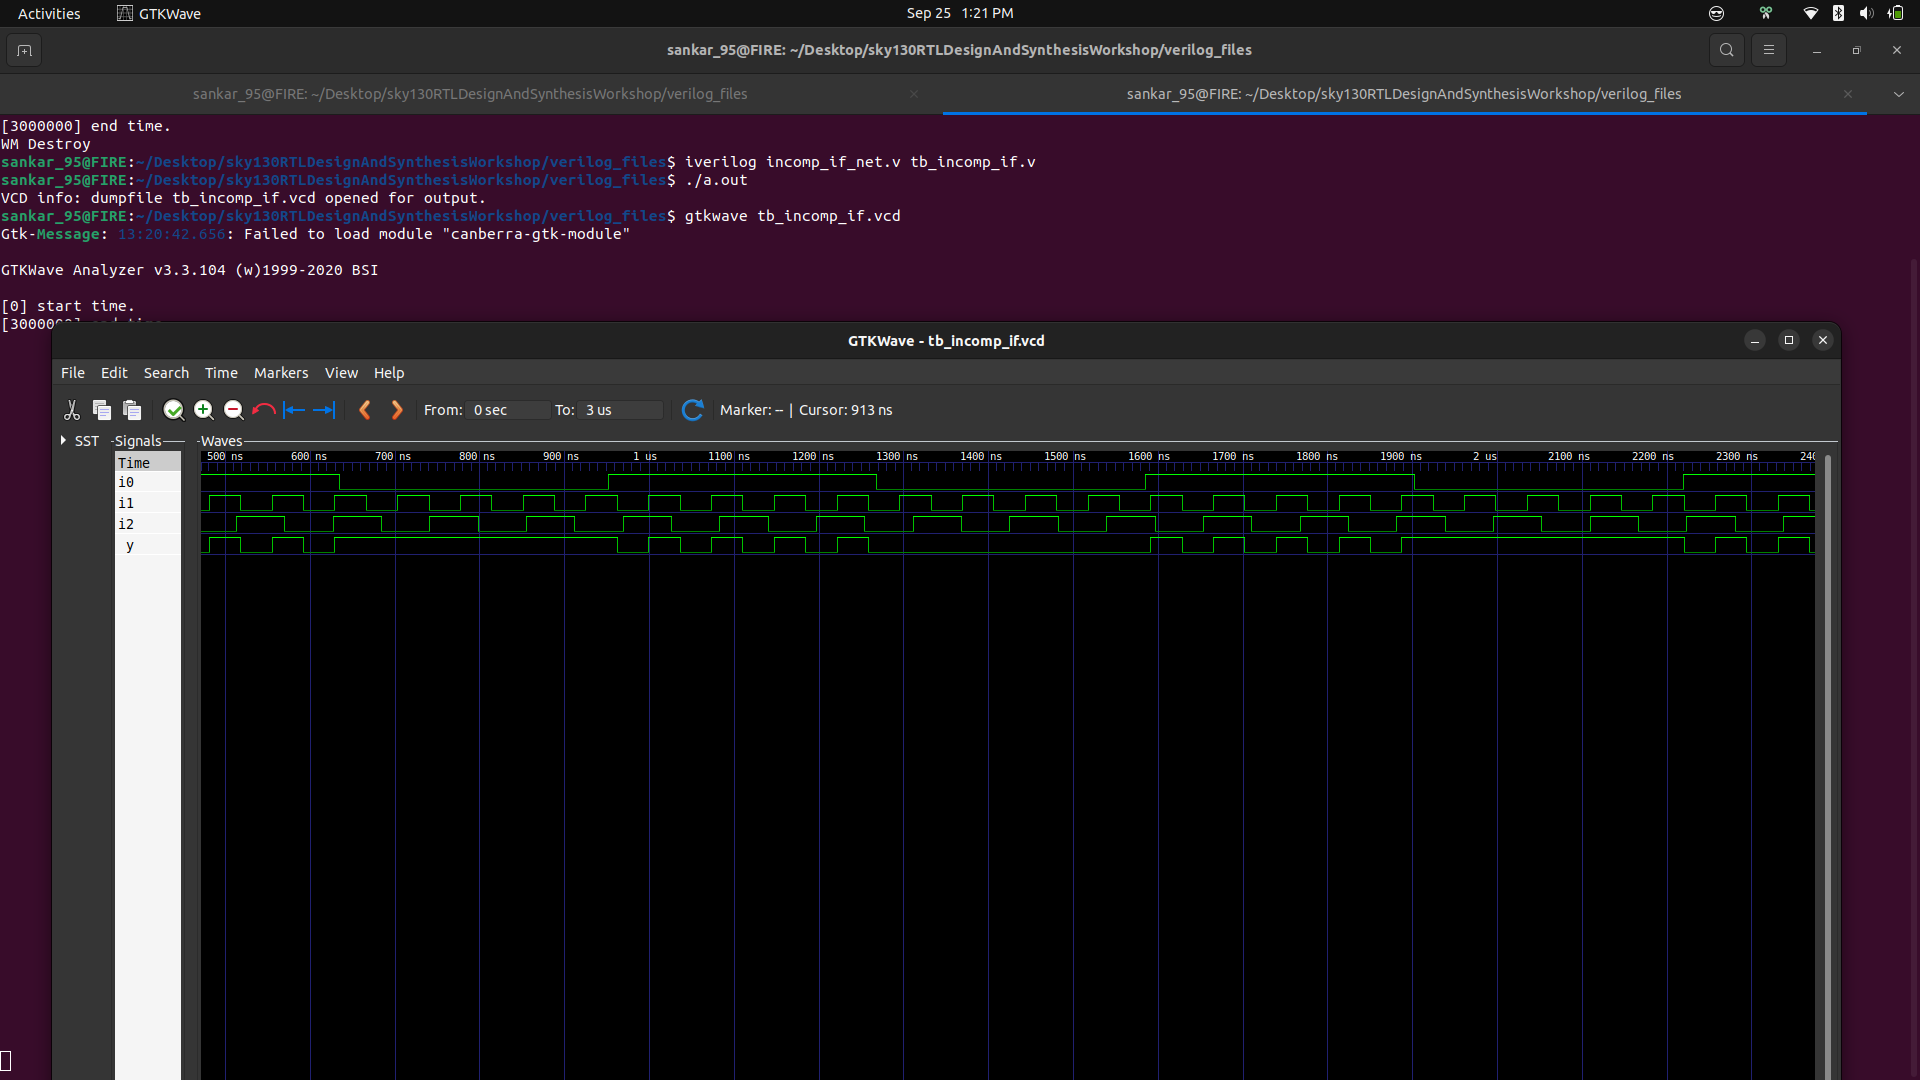 Activities GTKWave Sep 25 1:21 PM
sankar_95@FIRE: ~/Desktop/sky130RTLDesignAndSynthesisWorkshop/verilog_files
sankar_95@FIRE: ~/Desktop/sky130RTLDesignAndSynthesisWorkshop/verilog_files sankar_95@FIRE: ~/Desktop/sky130RTLDesignAndSynthesisWorkshop/verilog_files
[3000000] end time.
WM Destroy
sankar_95@FIRE:~/Desktop/sky130RTLDesignAndSynthesisWorkshop/verilog_files$ iverilog incomp_if_net.v tb_incomp_if.v
sankar_95@FIRE:~/Desktop/sky130RTLDesignAndSynthesisWorkshop/verilog_files$ ./a.out
VCD info: dumpfile tb_incomp_if.vcd opened for output.
sankar_95@FIRE:~/Desktop/sky130RTLDesignAndSynthesisWorkshop/verilog_files$ gtkwave tb_incomp_if.vcd
Gtk-Message: 13:20:42.656: Failed to load module "canberra-gtk-module"
GTKWave Analyzer v3.3.104 (w)1999-2020 BSI
[0] start time.
[30000
GTKWave - tb_incomp_if.vcd
File Edit Search Time Markers View Help
From: 0 sec To: 3 us Marker: -- | Cursor: 913 ns
SST Signals Waves
Time 500 ns 600 ns 700 ns 800 ns 900 ns 1 us 1100 ns 1200 ns 1300 ns 1400 ns 1500 ns 1600 ns 1700 ns 1800 ns 1900 ns 2 us 2100 ns 2200 ns 2300 ns 240
i0
i1
i2
y